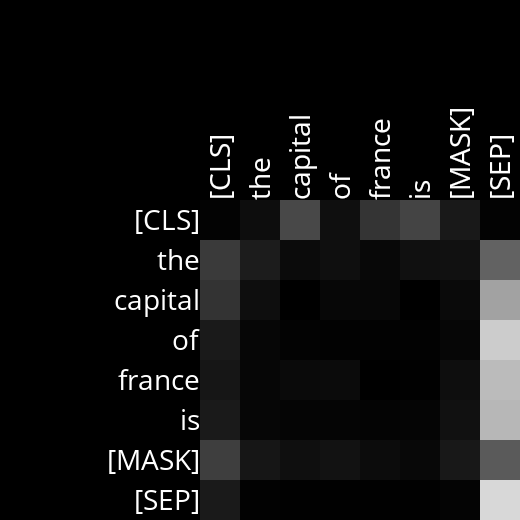 [CLS] the capital of france is [MASK] [SEP]
[CLS]
the
capital
of
france
is
[MASK]
[SEP]